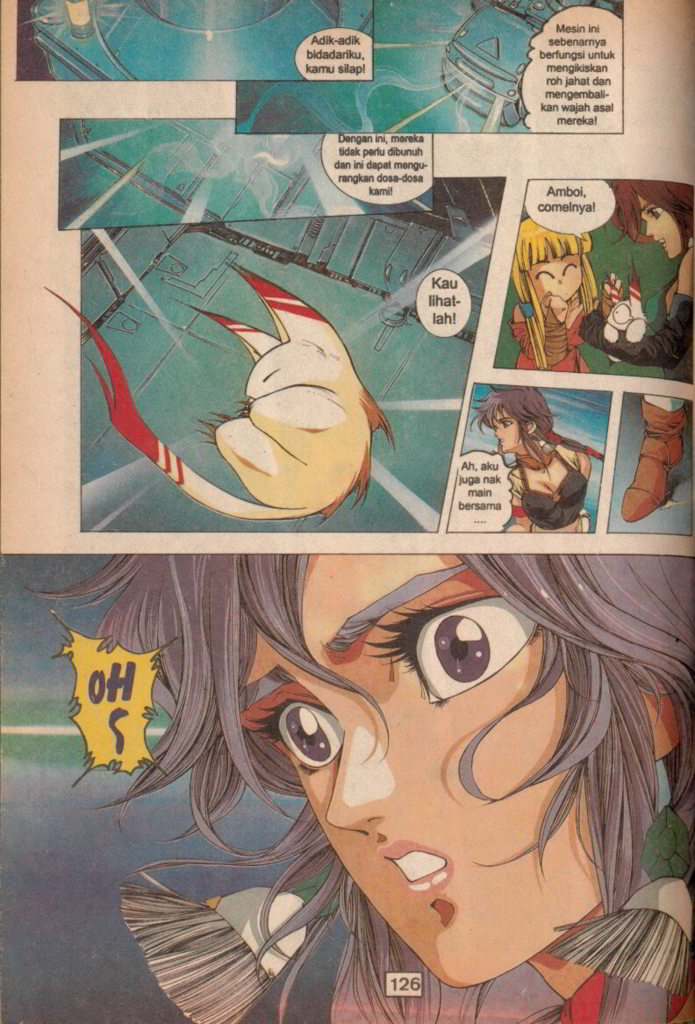 Adik-adik
bidadariku,
kamu silap!
Mesin ini
sebenarnya
berfungsi untuk
mengikiskan
roh jahat dan
mengembali-
kan wajah asal
mereka!
Dengan ini, mereka
tidak perlu dibunuh
dan ini dapat mengu-
rangkan dosa-dosa
kami!
Kau
lihat-
lah!
Amboi,
comelnya!
Ah, aku
juga nak
main
bersama
....
OH
126